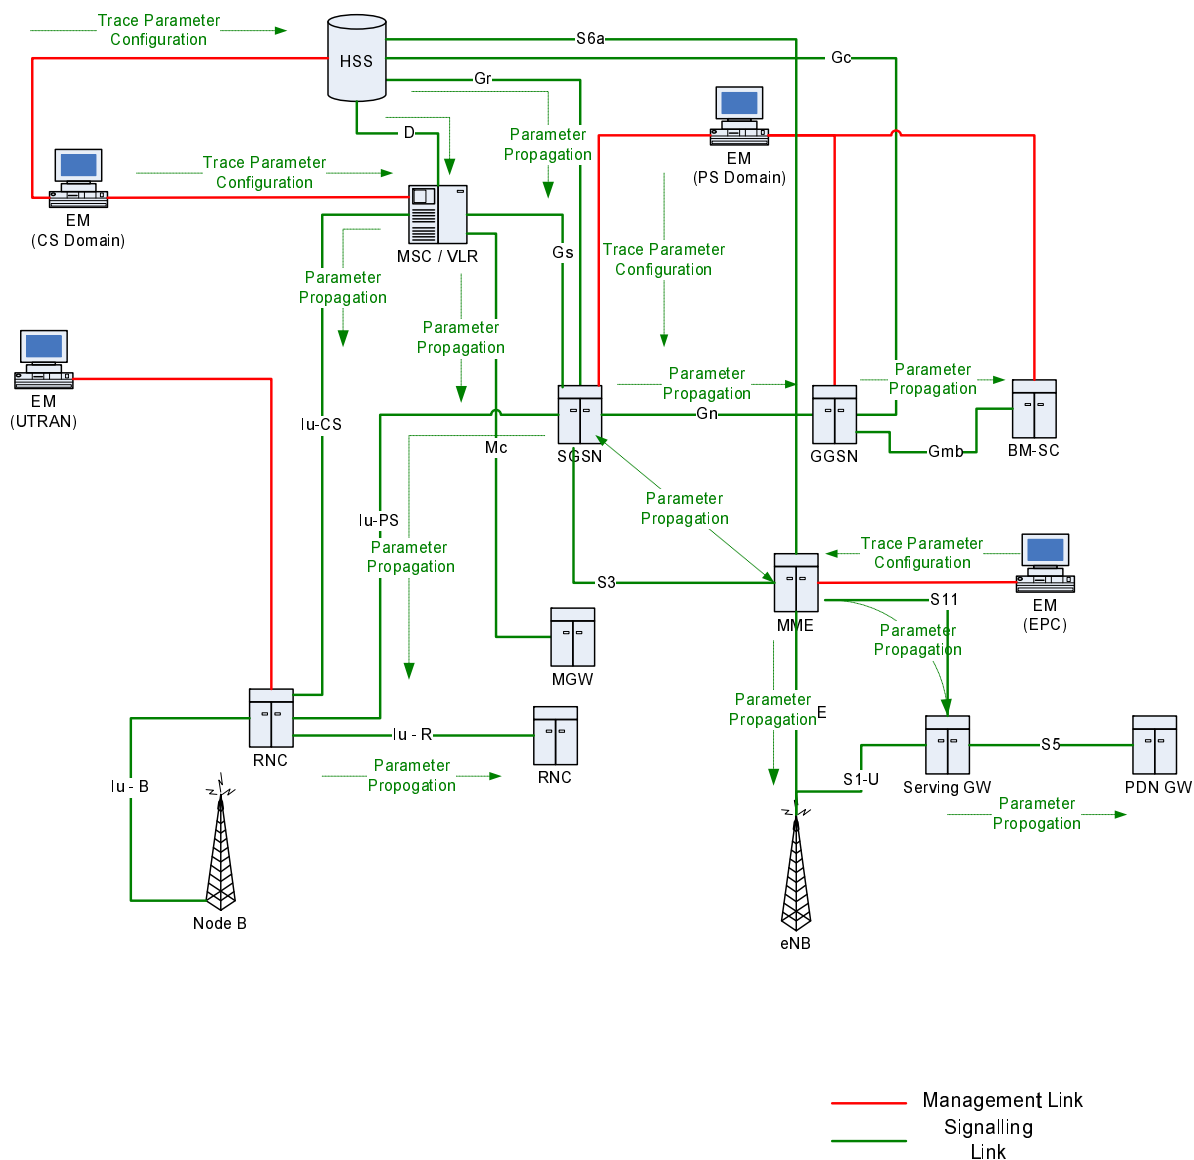 Trace Parameter
Configuration
HSS
S6a
Gc
Gr
D
Parameter
Propagation
EM
(PS Domain)
Trace Parameter
Configuration
EM
(CS Domain)
MSC / VLR
Gs
Trace Parameter
Configuration
Parameter
Propagation
Parameter
Propagation
EM
(UTRAN)
Iu-CS
Mc
Parameter
Propagation
Gn
Parameter
Propagation
SGSN
GGSN
Gmb
BM-SC
Iu-PS
Parameter
Propagation
Parameter
Propagation
Trace Parameter
Configuration
S3
MME
S11
EM
(EPC)
Parameter
Propagation
MGW
Parameter
Propagation
E
RNC
Iu - R
RNC
Parameter
Propogation
Iu - B
S1-U
Serving GW
S5
PDN GW
Parameter
Propogation
Node B
eNB
Management Link
Signalling
Link